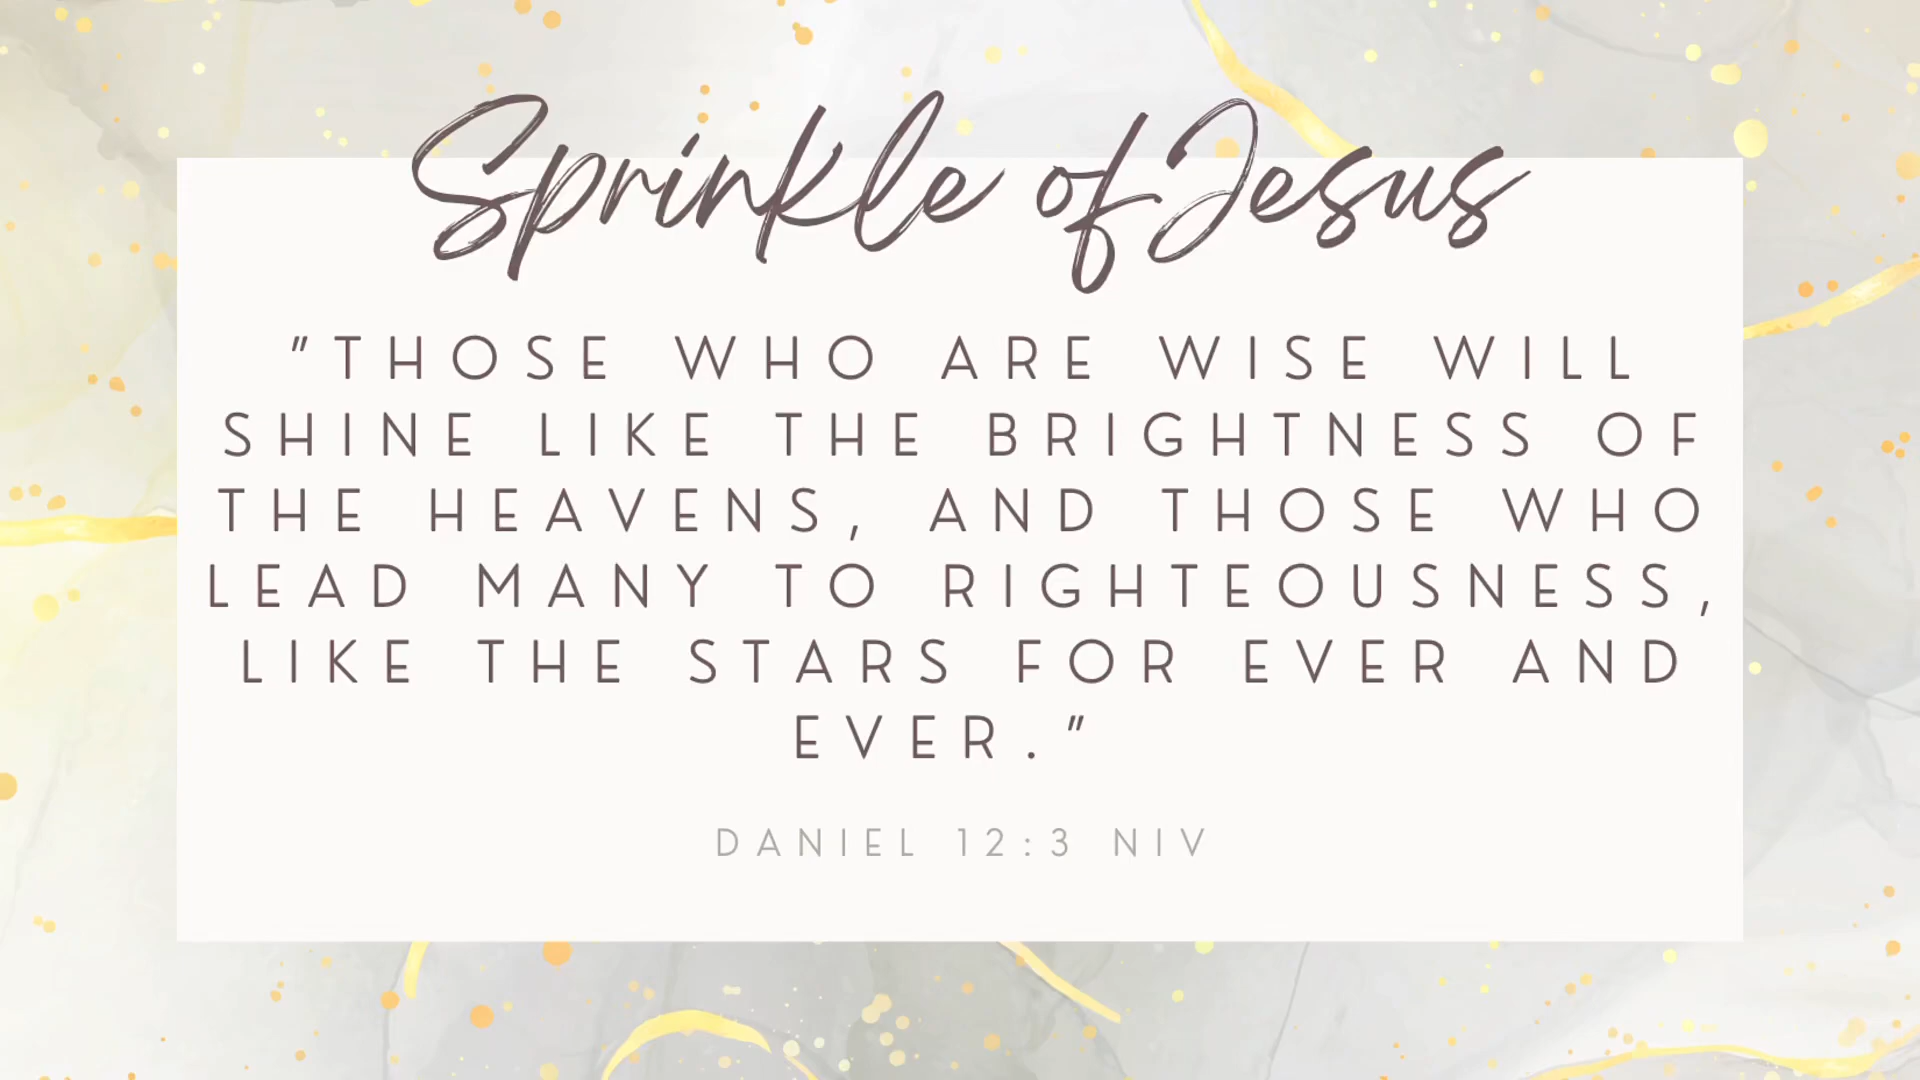 Sprinkle of Jesus
"THOSE WHO ARE WISE WILL
SHINE LIKE THE BRIGHTNESS OF
THE HEAVENS, AND THOSE WHO
LEAD MANY TO RIGHTEOUSNESS,
LIKE THE STARS FOR EVER AND
EVER."
DANIEL 12:3 NIV